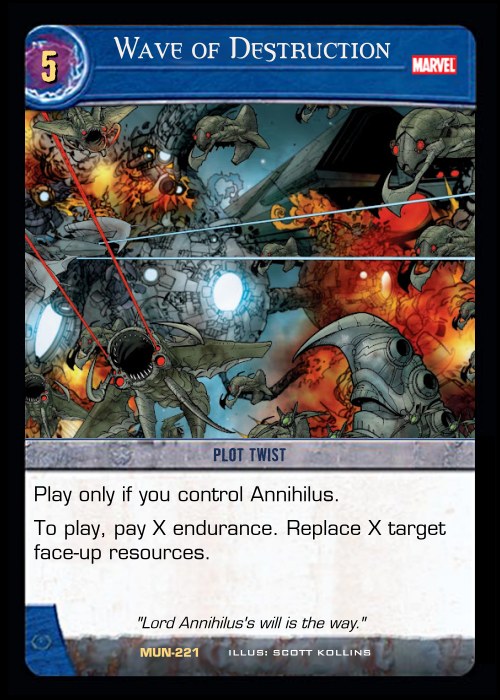 5
WAVE OF DESTRUCTION
MARVEL
PLOT TWIST
Play only if you control Annihilus.
To play, pay X endurance. Replace X target
face-up resources.
"Lord Annihilus's will is the way."
MUN-221 ILLUS: SCOTT KOLLINS